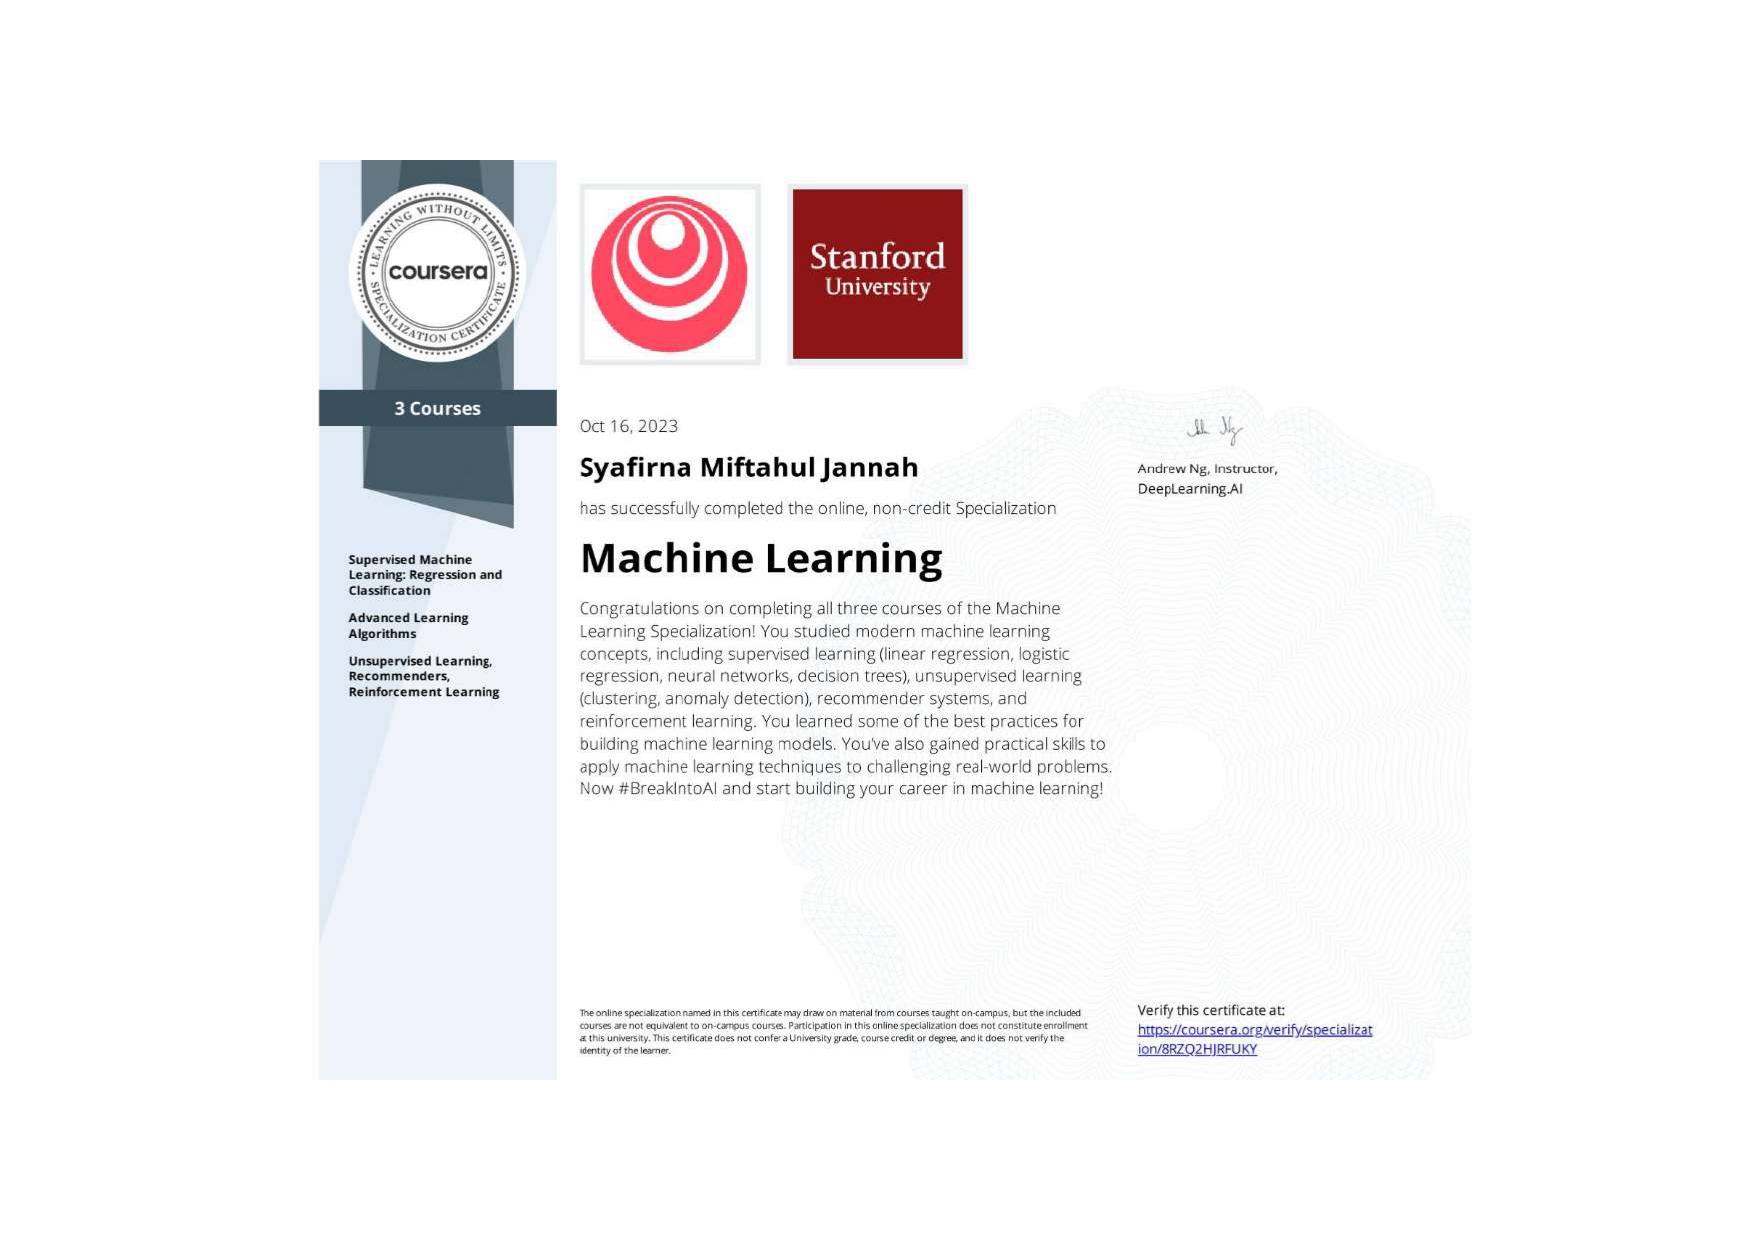 LEARNING WITHOUT LIMITS
coursera
SPECIALIZATION CERTIFICATE
3 Courses
Supervised Machine
Learning: Regression and
Classification
Advanced Learning
Algorithms
Unsupervised Learning,
Recommenders,
Reinforcement Learning
Stanford
University
Oct 16, 2023
Syafirna Miftahul Jannah
has successfully completed the online, non-credit Specialization
Machine Learning
Congratulations on completing all three courses of the Machine
Learning Specialization! You studied modern machine learning
concepts, including supervised learning (linear regression, logistic
regression, neural networks, decision trees), unsupervised learning
(clustering, anomaly detection), recommender systems, and
reinforcement learning. You learned some of the best practices for
building machine learning models. You've also gained practical skills to
apply machine learning techniques to challenging real-world problems.
Now #BreakIntoAI and start building your career in machine learning!
Andrew Ng, Instructor,
DeepLearning.AI
The online specialization named in this certificate may draw on material from courses taught on-campus, but the included
courses are not equivalent to on-campus courses. Participation in this online specialization does not constitute enrollment
at this university. This certificate does not confer a University grade, course credit or degree, and it does not verify the
identity of the learner.
Verify this certificate at:
https://coursera.org/verify/specializat
ion/8RZQ2HJRFUKY